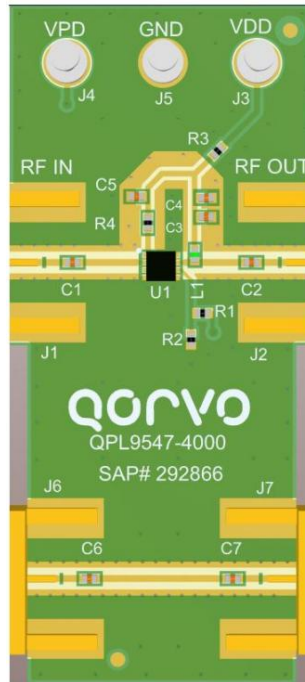 VPD GND VDD
J4 J5 J3
R3
RF IN RF OUT
C5 C4
R4 C3
C1 U1 L1 C2
R1
J1 R2 J2
QORVO
QPL9547-4000
SAP# 292866
J6 J7
C6 C7